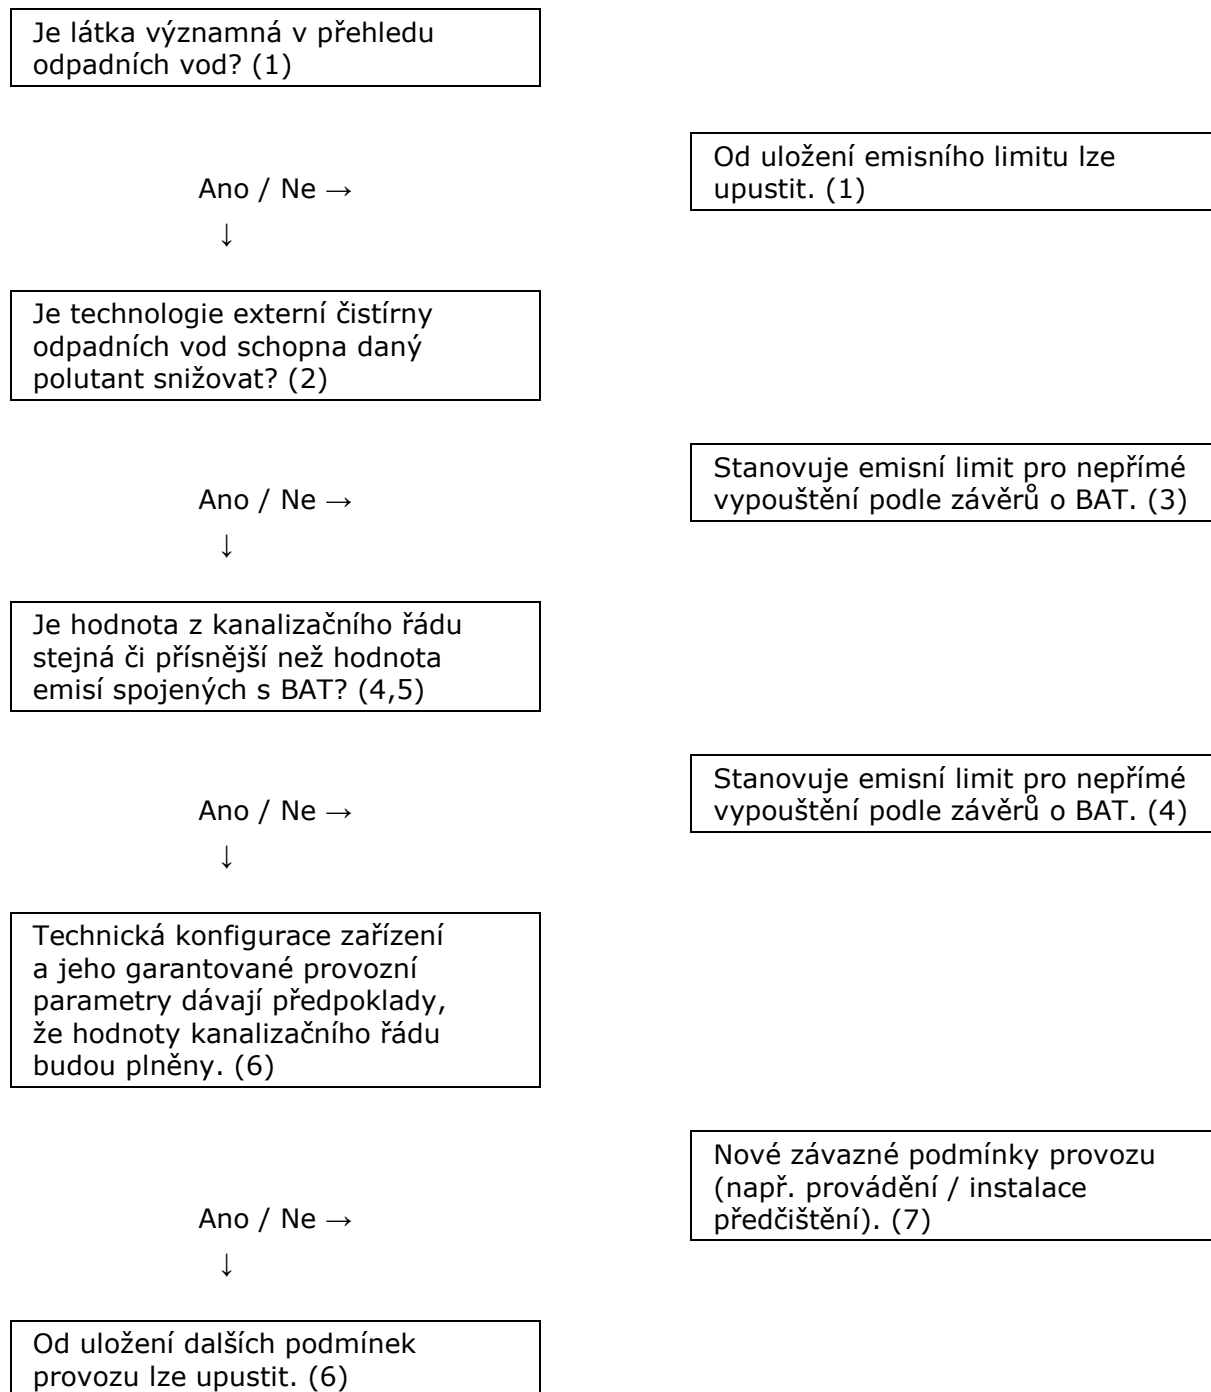 Je látka významná v přehledu
odpadních vod? (1)
Od uložení emisního limitu lze
upustit. (1)
Ano / Ne →
↓
Je technologie externí čistírny
odpadních vod schopna daný
polutant snižovat? (2)
Stanovuje emisní limit pro nepřímé
vypouštění podle závěrů o BAT. (3)
Ano / Ne →
↓
Je hodnota z kanalizačního řádu
stejná či přísnější než hodnota
emisí spojených s BAT? (4,5)
Stanovuje emisní limit pro nepřímé
vypouštění podle závěrů o BAT. (4)
Ano / Ne →
↓
Technická konfigurace zařízení
a jeho garantované provozní
parametry dávají předpoklady,
že hodnoty kanalizačního řádu
budou plněny. (6)
Nové závazné podmínky provozu
(např. provádění / instalace
předčištění). (7)
Ano / Ne →
↓
Od uložení dalších podmínek
provozu lze upustit. (6)